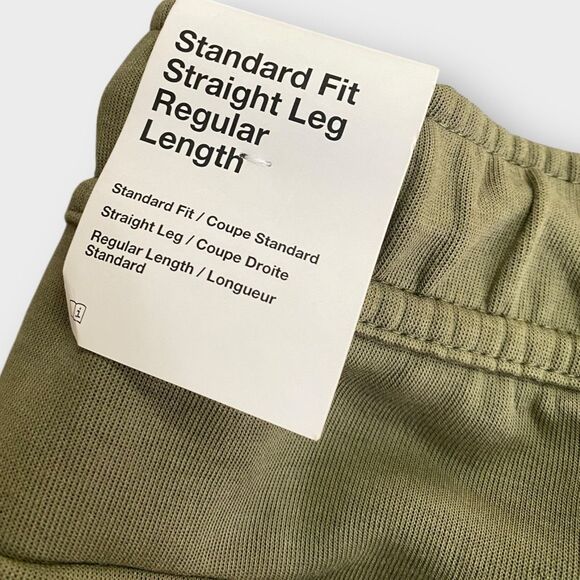 Standard Fit
Straight Leg
Regular
Length
Standard Fit / Coupe Standard
Straight Leg / Coupe Droite
Regular Length / Longueur
Standard
i